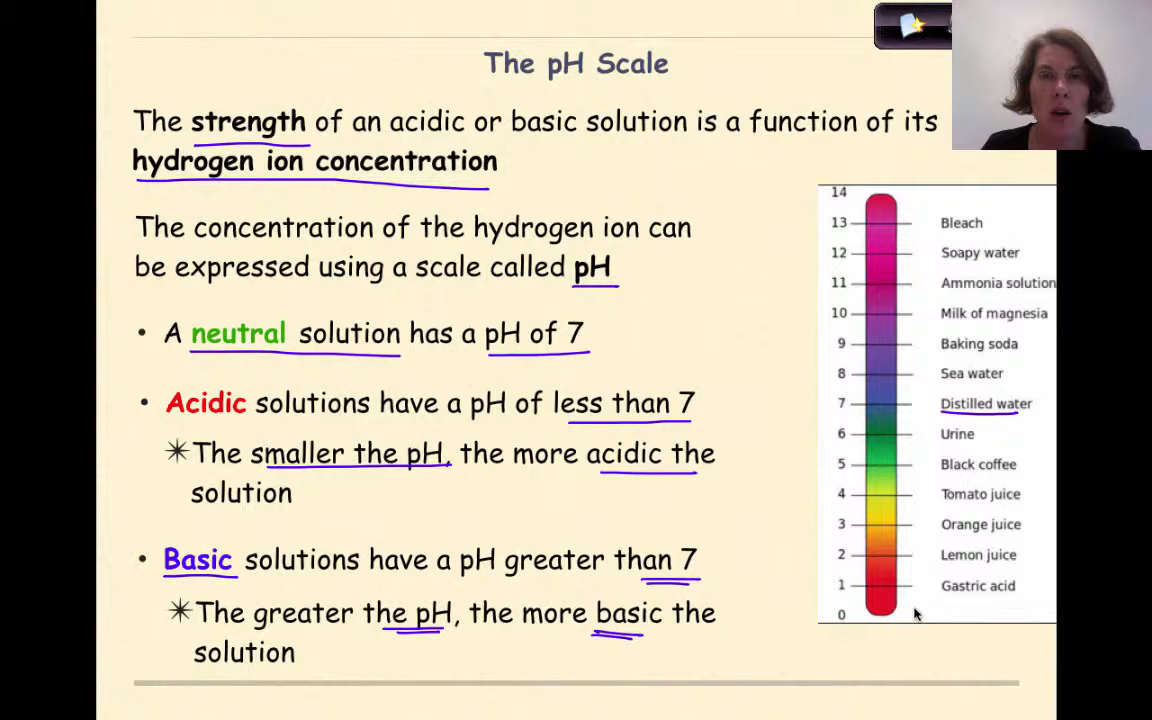 The pH Scale
The strength of an acidic or basic solution is a function of its
hydrogen ion concentration
The concentration of the hydrogen ion can
be expressed using a scale called pH
• A neutral solution has a pH of 7
• Acidic solutions have a pH of less than 7
✴The smaller the pH, the more acidic the
solution
• Basic solutions have a pH greater than 7
✴The greater the pH, the more basic the
solution
14
13 Bleach
12 Soapy water
11 Ammonia solution
10 Milk of magnesia
9 Baking soda
8 Sea water
7 Distilled water
6 Urine
5 Black coffee
4 Tomato juice
3 Orange juice
2 Lemon juice
1 Gastric acid
0